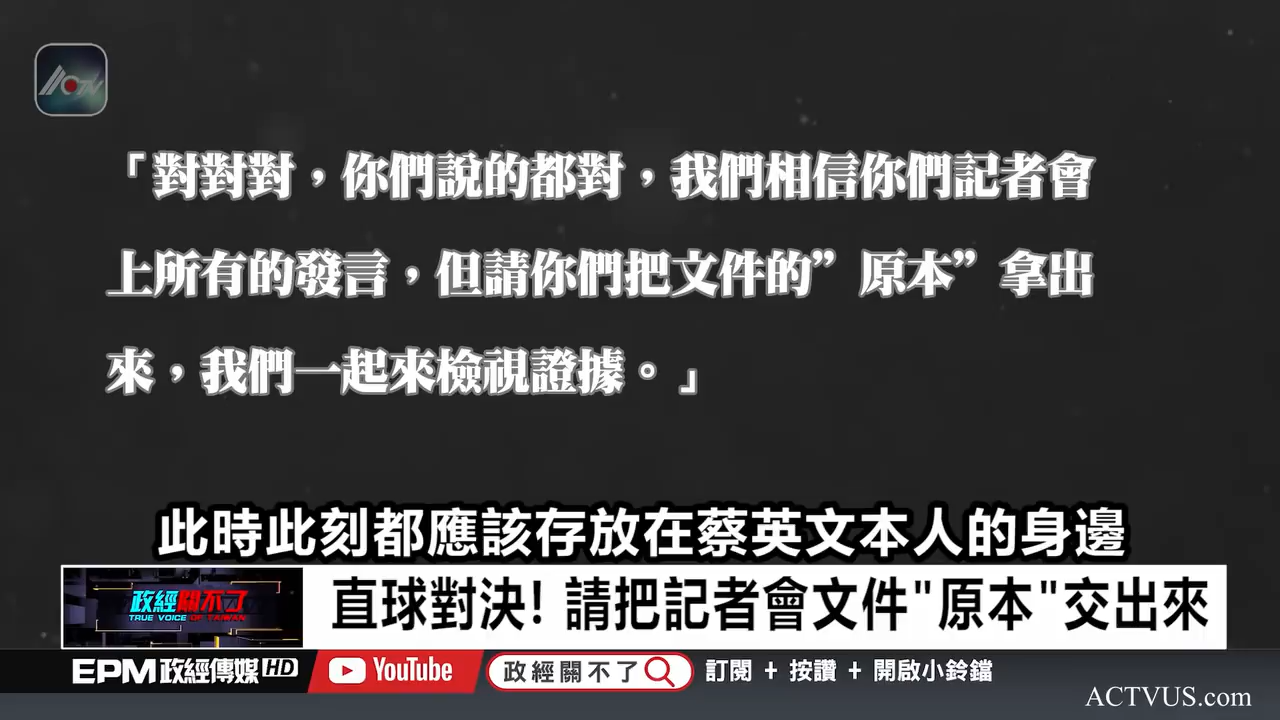 ACTV
「對對對，你們說的都對，我們相信你們記者會
上所有的發言，但請你們把文件的”原本”拿出
來，我們一起來檢視證據。」
此時此刻都應該存放在蔡英文本人的身邊
政經關不了
TRUE VOICE OF TAIWAN
直球對決! 請把記者會文件"原本"交出來
EPM政經傳媒HD
YouTube
政經關不了
訂閱 + 按讚 + 開啟小鈴鐺
ACTVUS.com